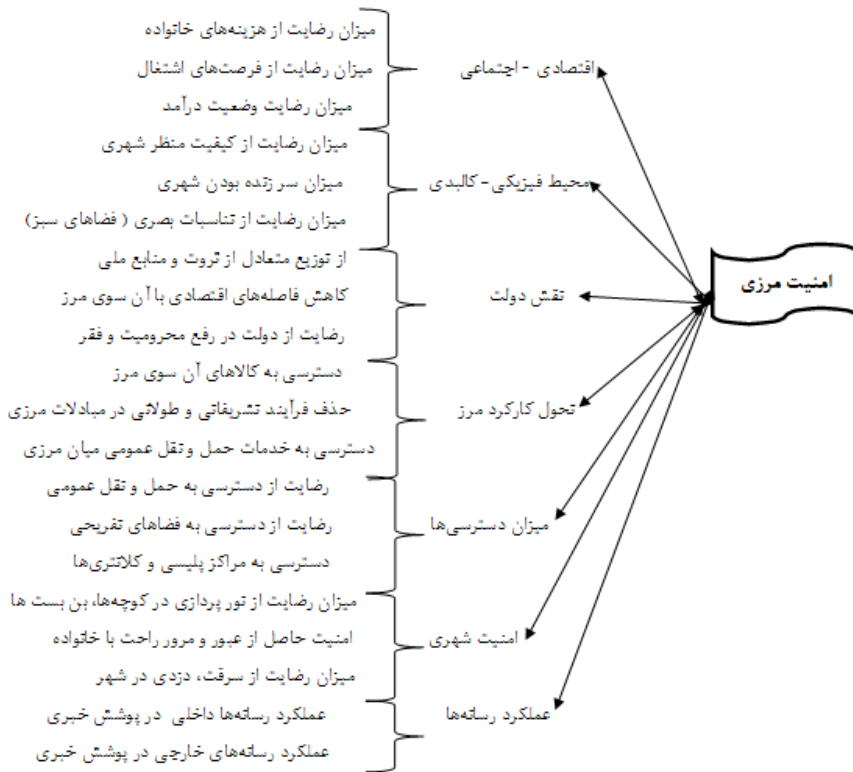 امنیت مرزی
اقتصادی - اجتماعی
میزان رضایت از هزینه‌های خانواده
میزان رضایت از فرصت‌های اشتغال
میزان رضایت وضعیت درآمد
محیط فیزیکی - کالبدی
میزان رضایت از کیفیت منظر شهری
میزان سر زنده بودن شهری
میزان رضایت از تناسبات بصری ( فضاهای سبز)
نقش دولت
از توزیع متعادل از ثروت و منابع ملی
کاهش فاصله‌های اقتصادی با آن سوی مرز
رضایت از دولت در رفع محرومیت و فقر
تحول کارکرد مرز
دسترسی به کالاهای آن سوی مرز
حذف فرآیند تشریفاتی و طولانی در مبادلات مرزی
دسترسی به خدمات حمل و نقل عمومی میان مرزی
میزان دسترسی‌ها
رضایت از دسترسی به حمل و نقل عمومی
رضایت از دسترسی به فضاهای تفریحی
دسترسی به مراکز پلیسی و کلانتری‌ها
امنیت شهری
میزان رضایت از نور پردازی در کوچه‌ها، بن بست ها
امنیت حاصل از عبور و مرور راحت با خانواده
میزان رضایت از سرقت، دزدی در شهر
عملکرد رسانه‌ها
عملکرد رسانه‌ها داخلی در پوشش خبری
عملکرد رسانه‌های خارجی در پوشش خبری